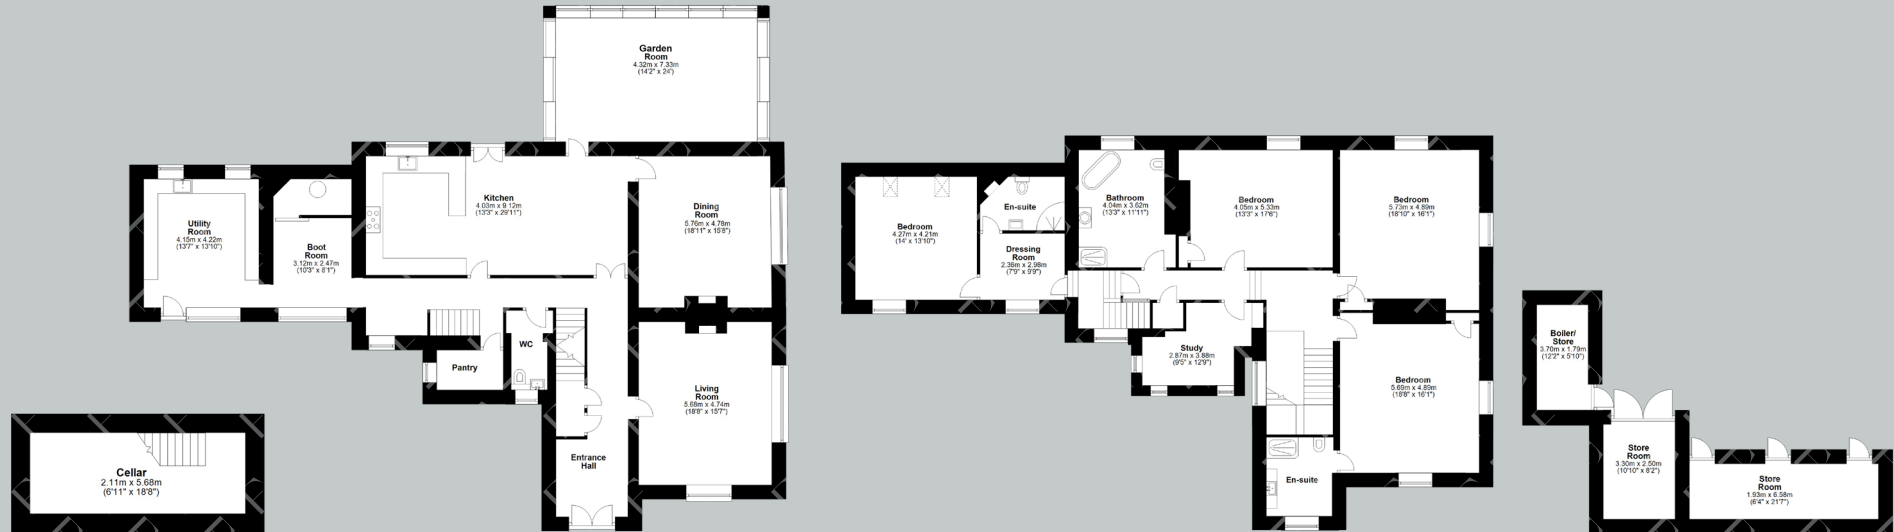 Garden
Room
4.32m x 7.33m
(14'2" x 24')
Kitchen
4.03m x 9.12m
(13'3" x 29'11")
Dining
Room
5.76m x 4.78m
(18'11" x 15'8")
Utility
Room
4.15m x 4.22m
(13'7" x 13'10")
Boot
Room
3.12m x 2.47m
(10'3" x 8'1")
WC
Pantry
Living
Room
5.68m x 4.74m
(18'8" x 15'7")
Entrance
Hall
Cellar
2.11m x 5.68m
(6'11" x 18'8")
Bedroom
4.27m x 4.21m
(14' x 13'10")
En-suite
Dressing
Room
2.36m x 2.98m
(7'9" x 9'9")
Bathroom
4.04m x 3.62m
(13'3" x 11'11")
Bedroom
4.05m x 5.33m
(13'3" x 17'6")
Bedroom
5.73m x 4.89m
(18'10" x 16'1")
Study
2.87m x 3.88m
(9'5" x 12'9")
Bedroom
5.69m x 4.89m
(18'8" x 16'1")
En-suite
Boiler/
Store
3.70m x 1.79m
(12'2" x 5'10")
Store
Room
3.30m x 2.50m
(10'10" x 8'2")
Store
Room
1.93m x 6.58m
(6'4" x 21'7")